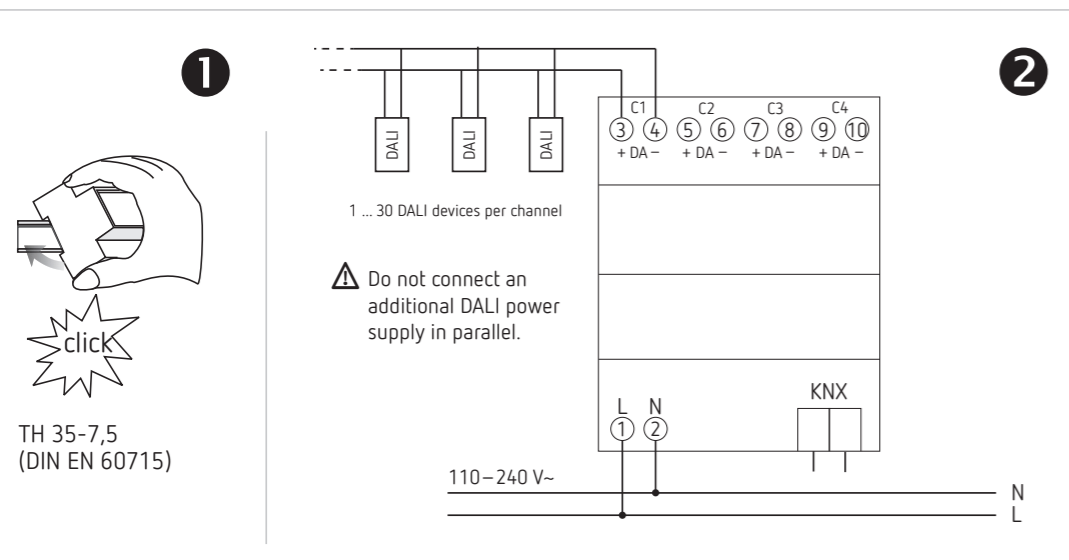 1
click
TH 35-7,5
(DIN EN 60715)
2
DALI DALI DALI
1 ... 30 DALI devices per channel
⚠ Do not connect an
additional DALI power
supply in parallel.
C1 C2 C3 C4
3 4 5 6 7 8 9 10
+ DA – + DA – + DA – + DA –
L N KNX
1 2
110–240 V~
N
L